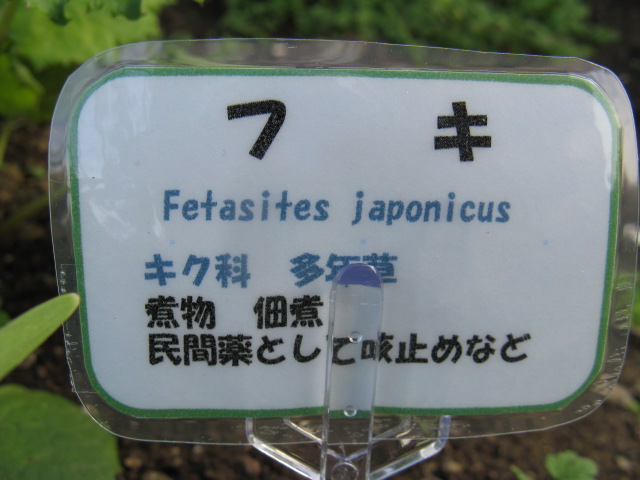 フキ
Fetasites japonicus
キク科 多年草
煮物 佃煮
民間薬として咳止めなど